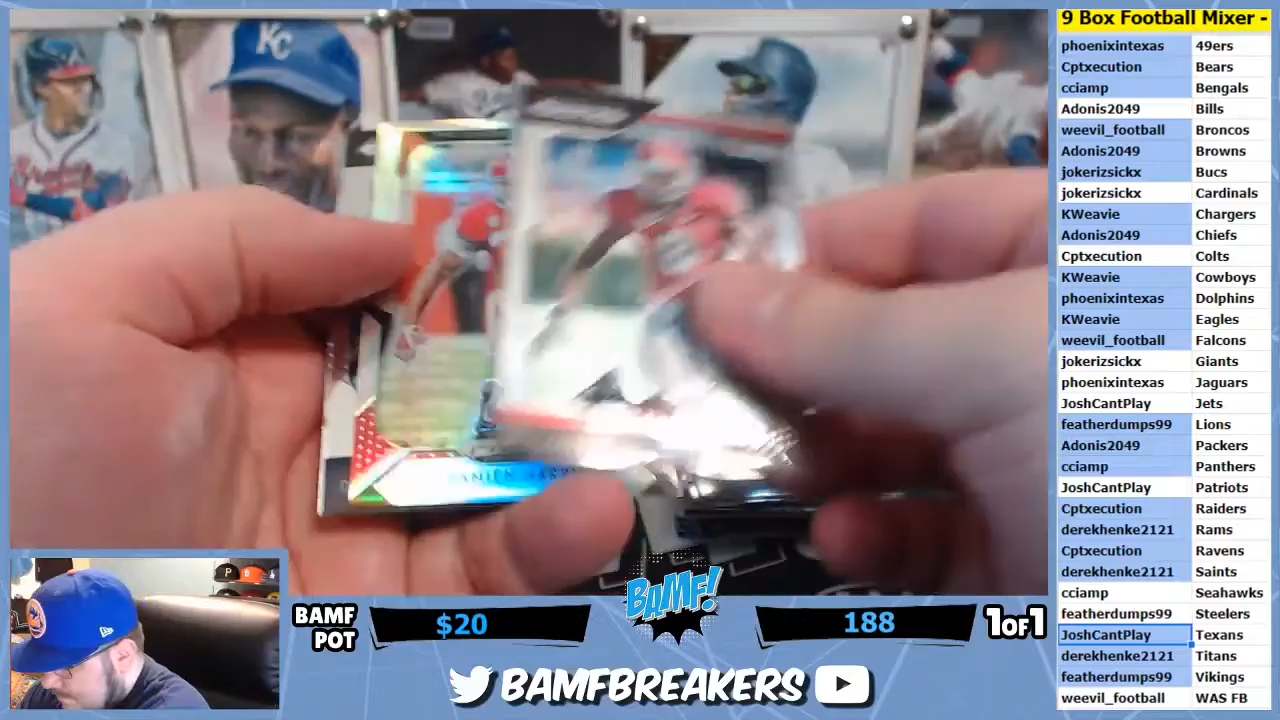 9 Box Football Mixer -
phoenixintexas 49ers
Cptxecution Bears
cciamp Bengals
Adonis2049 Bills
weevil_football Broncos
Adonis2049 Browns
jokerizsickx Bucs
jokerizsickx Cardinals
KWeavie Chargers
Adonis2049 Chiefs
Cptxecution Colts
KWeavie Cowboys
phoenixintexas Dolphins
KWeavie Eagles
weevil_football Falcons
jokerizsickx Giants
phoenixintexas Jaguars
JoshCantPlay Jets
featherdumps99 Lions
Adonis2049 Packers
cciamp Panthers
JoshCantPlay Patriots
Cptxecution Raiders
derekhenke2121 Rams
Cptxecution Ravens
derekhenke2121 Saints
cciamp Seahawks
featherdumps99 Steelers
JoshCantPlay Texans
derekhenke2121 Titans
featherdumps99 Vikings
weevil_football WAS FB
KC
BAMF
POT
$20
BAMF!
188
1OF1
BAMFBREAKERS